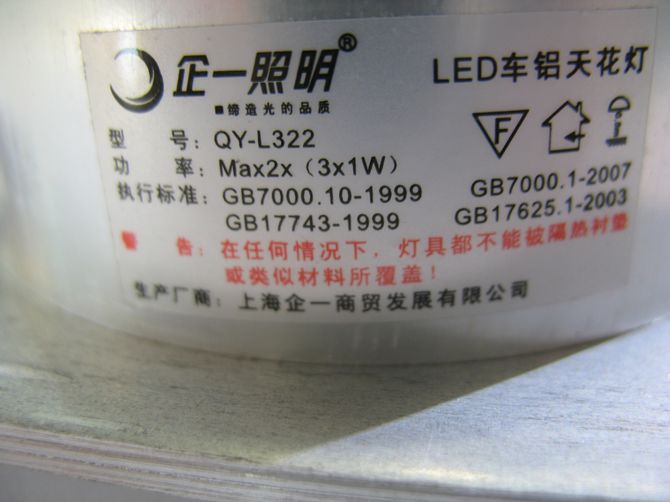 企一照明®
LED车铝天花灯
■缔造光的品质
型 号：QY-L322
功 率：Max2x（3x1W）
执行标准：GB7000.10-1999 GB7000.1-2007
GB17743-1999 GB17625.1-2003
告：在任何情况下，灯具都不能被隔热衬垫
或类似材料所覆盖！
生产厂商：上海企一商贸发展有限公司
F